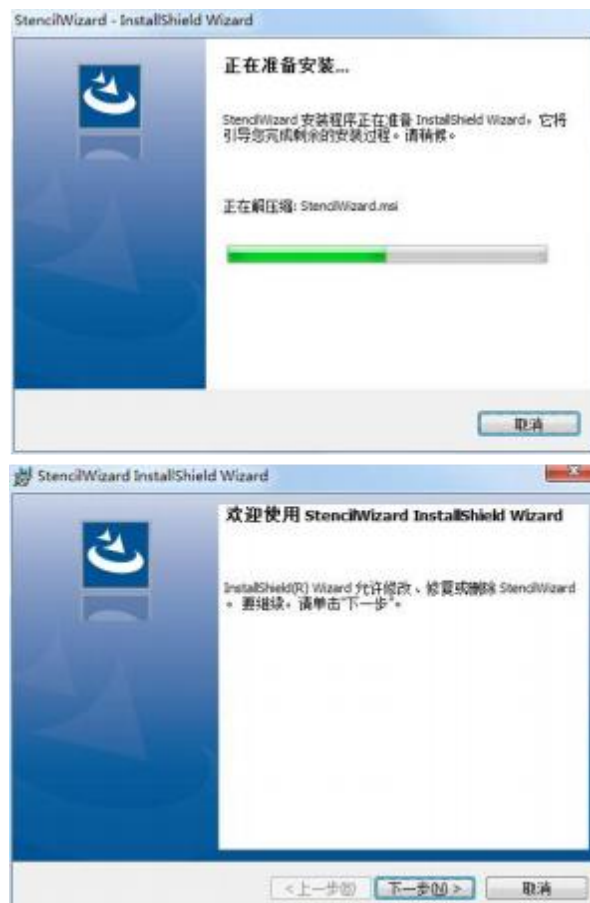 StencilWizard - InstallShield Wizard
正在准备安装...
StencilWizard 安装程序正在准备 InstallShield Wizard，它将
引导您完成剩余的安装过程。请稍候。
正在解压缩: StencilWizard.msi
取消
StencilWizard InstallShield Wizard
欢迎使用 StencilWizard InstallShield Wizard
InstallShield(R) Wizard 允许修改、修复或删除 StencilWizard
。要继续，请单击“下一步”。
<上一步(B)
下一步(N) >
取消